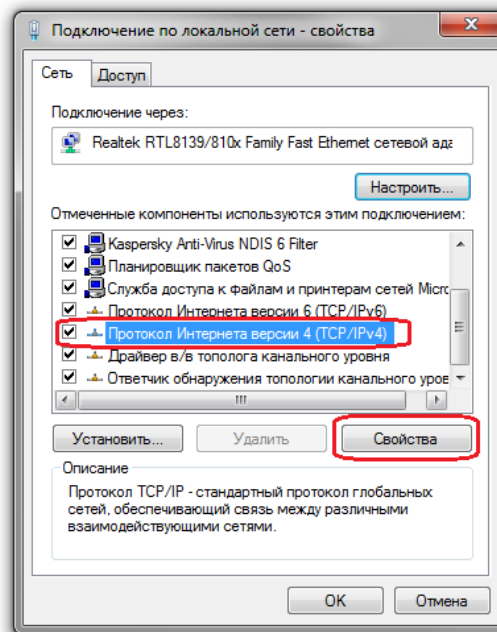 Подключение по локальной сети - свойства
Сеть
Доступ
Подключение через:
Realtek RTL8139/810x Family Fast Ethernet сетевой ада
Настроить...
Отмеченные компоненты используются этим подключением:
Kaspersky Anti-Virus NDIS 6 Filter
Планировщик пакетов QoS
Служба доступа к файлам и принтерам сетей Micro
Протокол Интернета версии 6 (TCP/IPv6)
Протокол Интернета версии 4 (TCP/IPv4)
Драйвер в/в тополога канального уровня
Ответчик обнаружения топологии канального уров
Установить...
Удалить
Свойства
Описание
Протокол TCP/IP - стандартный протокол глобальных
сетей, обеспечивающий связь между различными
взаимодействующими сетями.
OK
Отмена